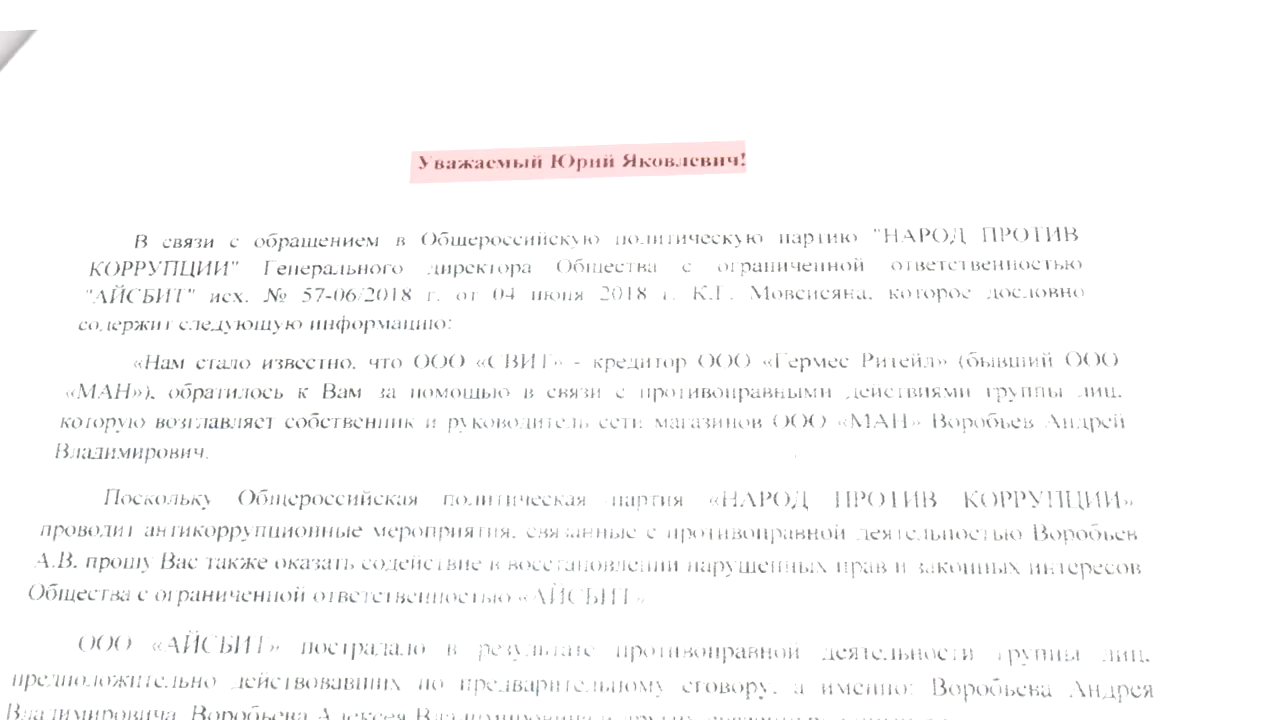 Уважаемый Юрий Яковлевич!
В связи с обращением в Общероссийскую политическую партию "НАРОД ПРОТИВ
КОРРУПЦИИ" Генерального директора Общества с ограниченной ответственностью
"АЙСБИТ" исх. № 57-06/2018 г. от 04 июня 2018 г. К.Г. Мовсисяна, которое дословно
содержит следующую информацию:
«Нам стало известно, что ООО «СВИТ» - кредитор ООО «Гермес Ритейл» (бывший ООО
«МАН»), обратилось к Вам за помощью в связи с противоправными действиями группы лиц,
которую возглавляет собственник и руководитель сети магазинов ООО «МАН» Воробьев Андрей
Владимирович.
Поскольку Общероссийская политическая партия «НАРОД ПРОТИВ КОРРУПЦИИ»
проводит антикоррупционные мероприятия, связанные с противоправной деятельностью Воробьев
А.В. прошу Вас также оказать содействие в восстановлении нарушенных прав и законных интересов
Общества с ограниченной ответственностью «АЙСБИТ»
ООО «АЙСБИТ» пострадало в результате противоправной деятельности группы лиц,
предположительно действовавших по предварительному сговору, а именно: Воробьева Андрея
Владимировича, Воробьева Алексея Владимировича и других